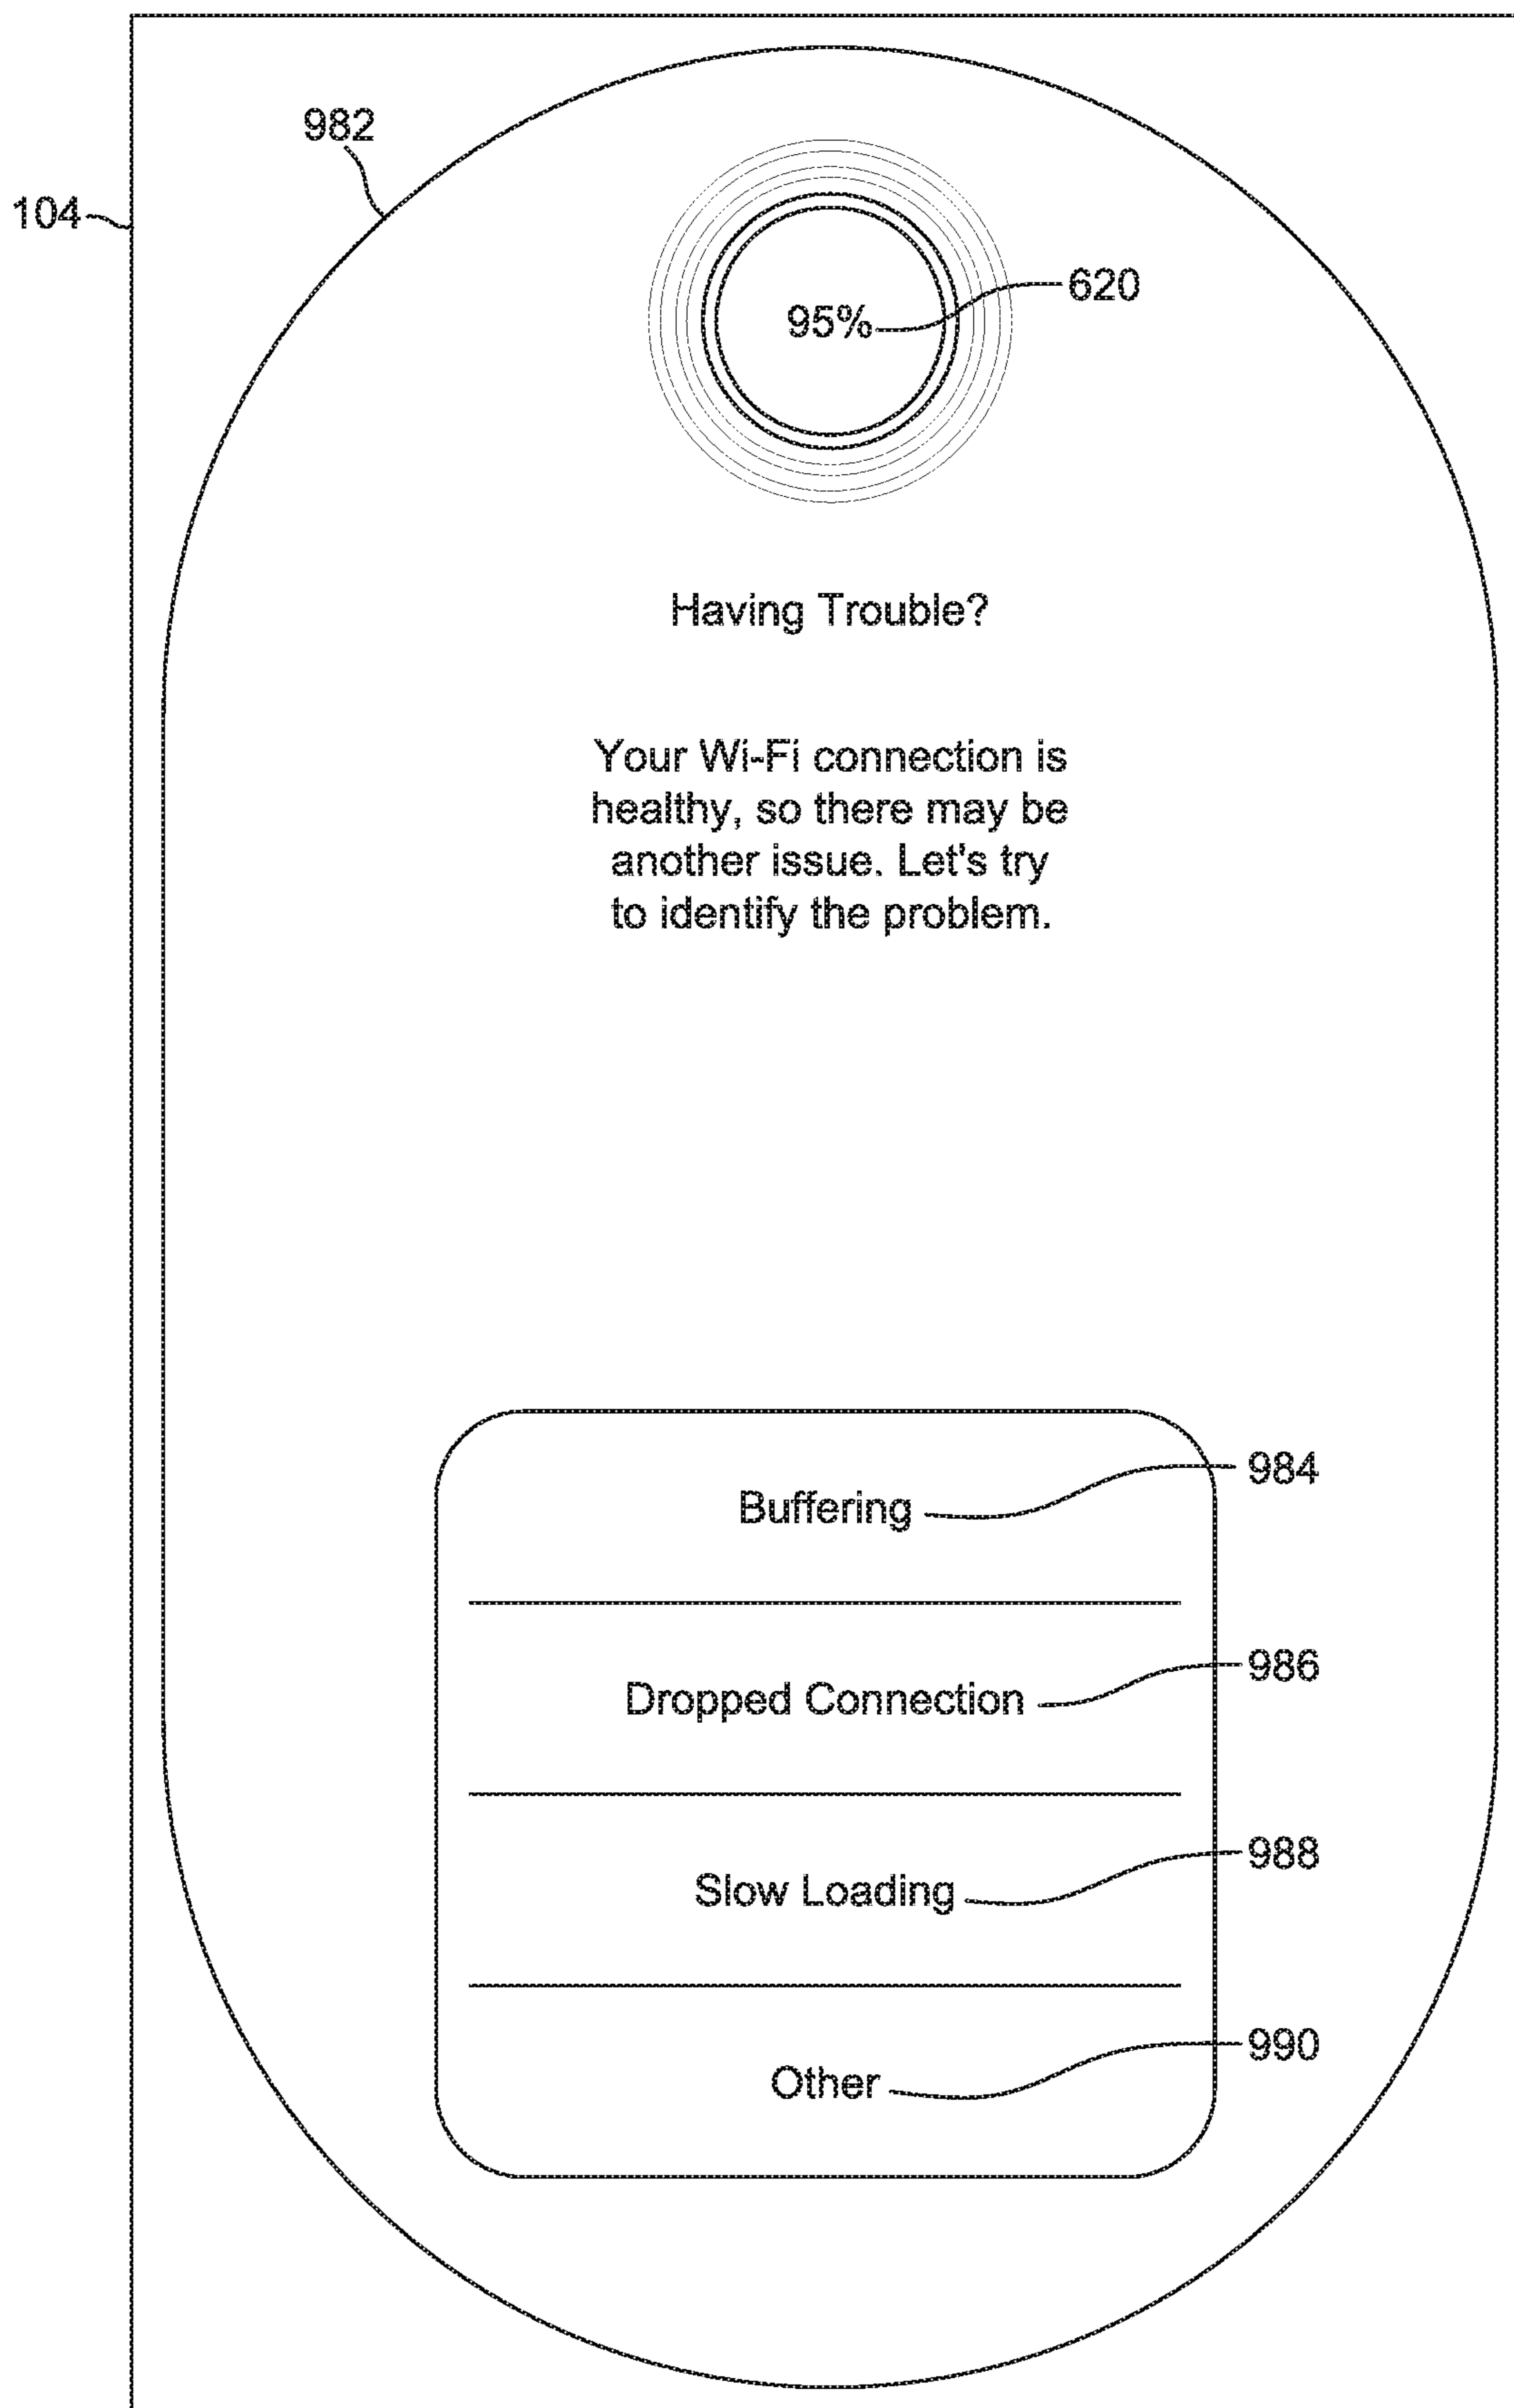 982
104
620
95%
Having Trouble?
Your Wi-Fi connection is
healthy, so there may be
another issue. Let's try
to identify the problem.
984
Buffering
986
Dropped Connection
988
Slow Loading
990
Other